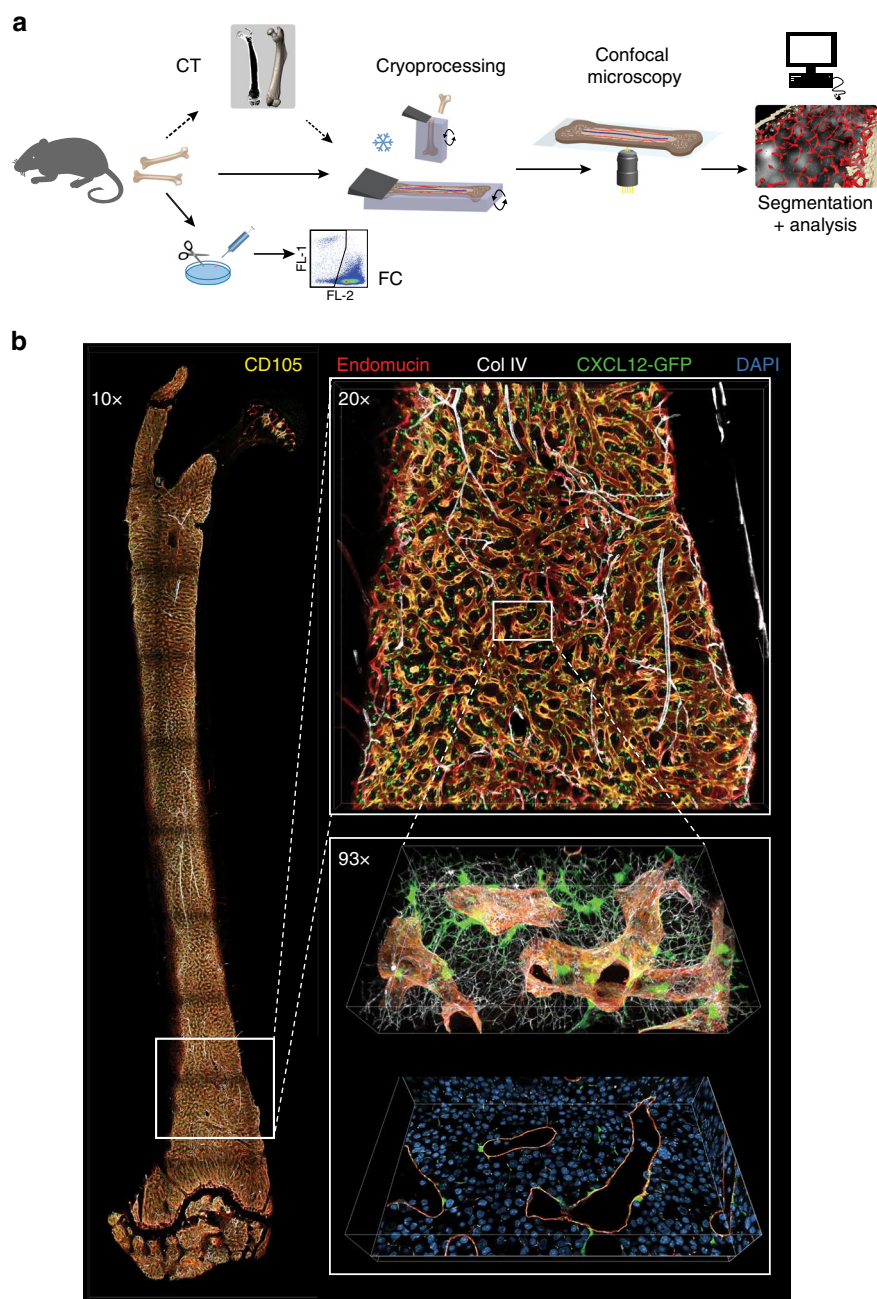 a
CT
Cryoprocessing
Confocal
microscopy
Segmentation
+ analysis
FL-1
FL-2
FC
b
CD105
Endomucin
Col IV
CXCL12-GFP
DAPI
10×
20×
93×